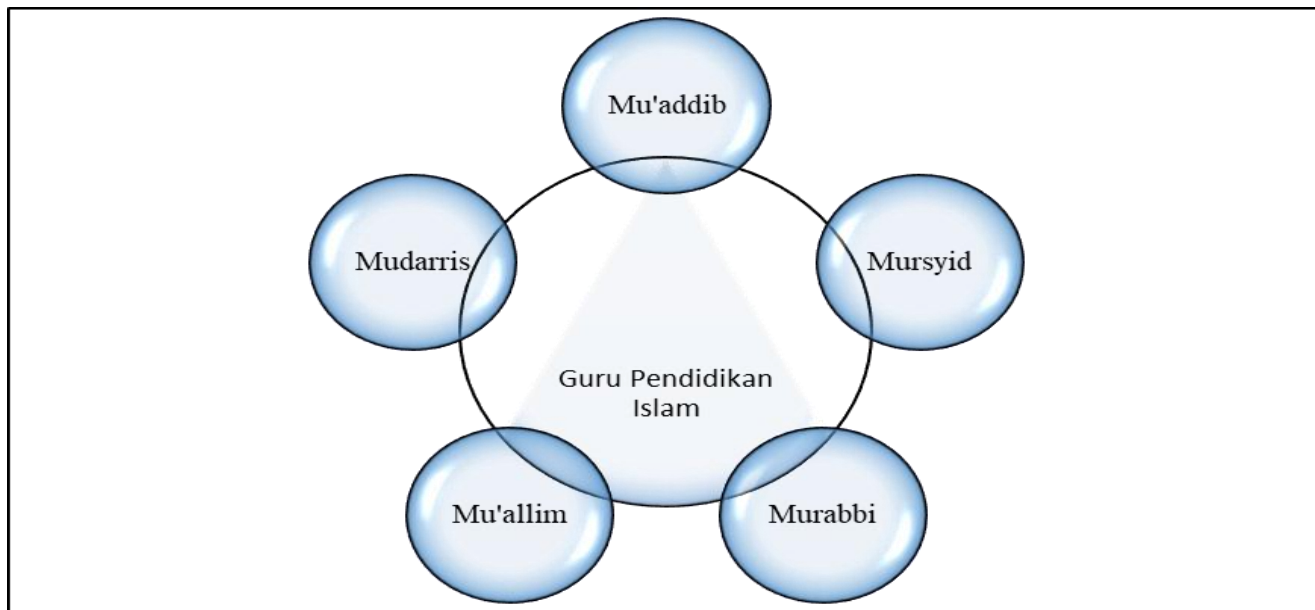 Mu'addib
Mudarris
Mursyid
Guru Pendidikan
Islam
Mu'allim
Murabbi